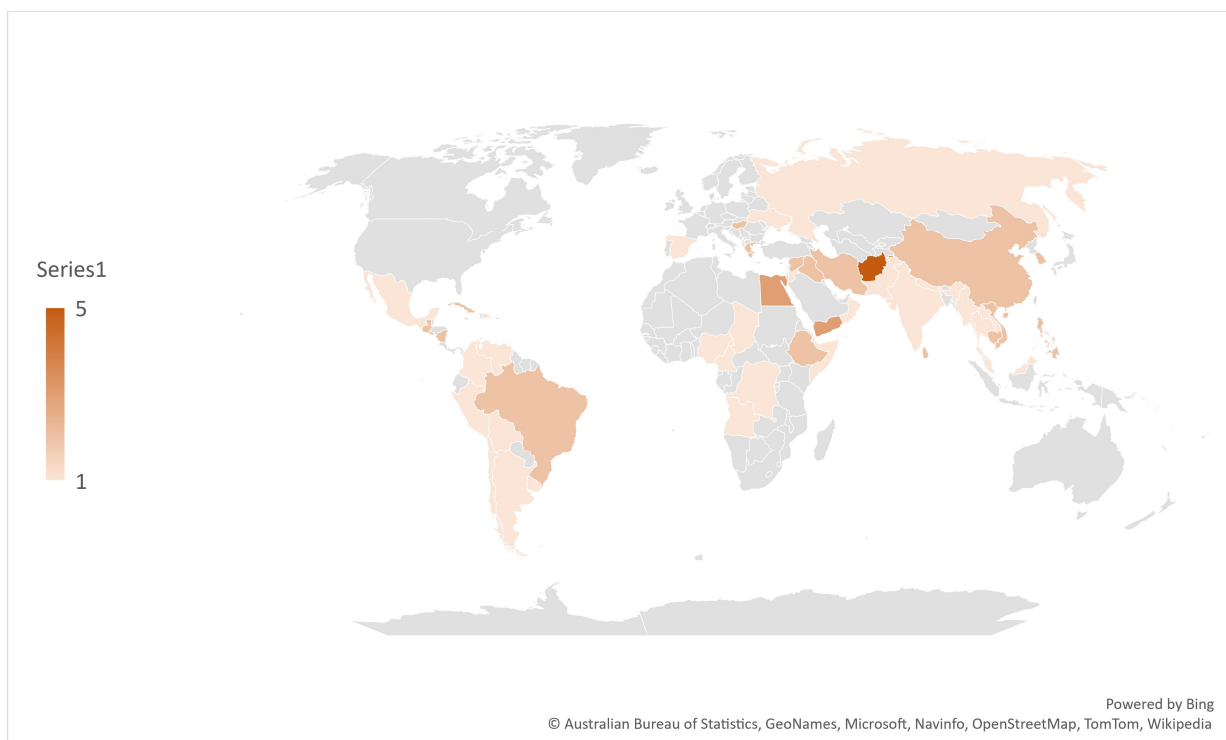 Series1
5
1
Powered by Bing
© Australian Bureau of Statistics, GeoNames, Microsoft, Navinfo, OpenStreetMap, TomTom, Wikipedia